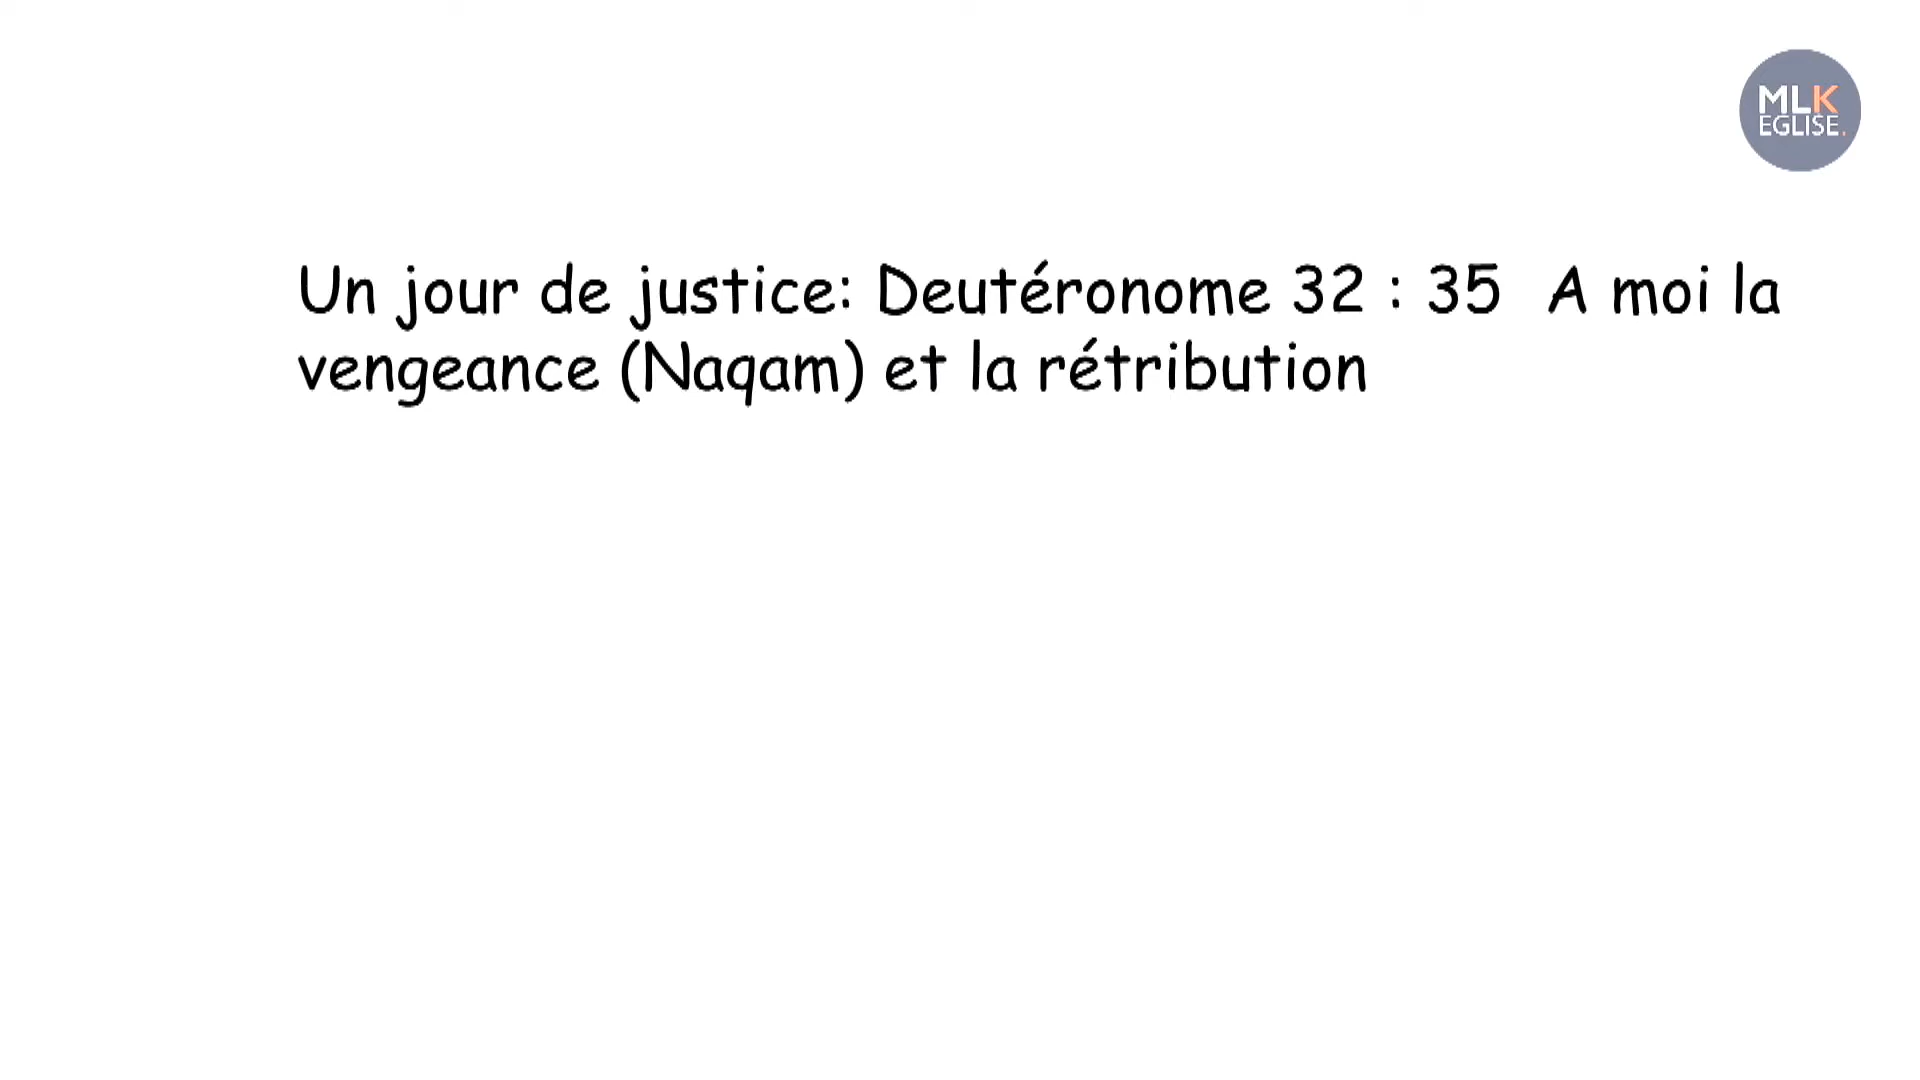 MLK
EGLISE.
Un jour de justice: Deutéronome 32 : 35  A moi la
vengeance (Naqam) et la rétribution